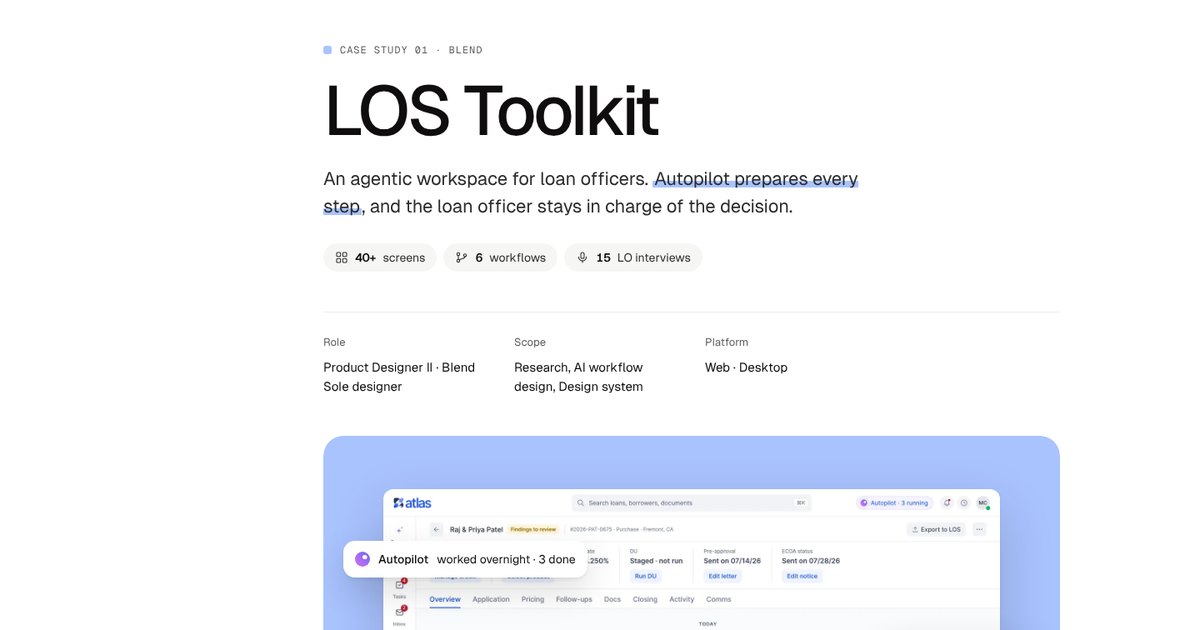 CASE STUDY 01 · BLEND
LOS Toolkit
An agentic workspace for loan officers. Autopilot prepares every
step, and the loan officer stays in charge of the decision.
40+ screens
6 workflows
15 LO interviews
Role
Product Designer II · Blend
Sole designer
Scope
Research, AI workflow
design, Design system
Platform
Web · Desktop
atlas
Search loans, borrowers, documents
⌘K
Autopilot · 3 running
MC
Raj & Priya Patel
Findings to review
#2026-PAT-0675 · Purchase · Fremont, CA
Export to LOS
Autopilot worked overnight · 3 done
.250%
DU
Staged · not run
Run DU
Pre-approval
Sent on 07/14/26
Edit letter
ECOA status
Sent on 07/28/26
Edit notice
Tasks
Inbox
Overview
Application
Pricing
Follow-ups
Docs
Closing
Activity
Comms
TODAY